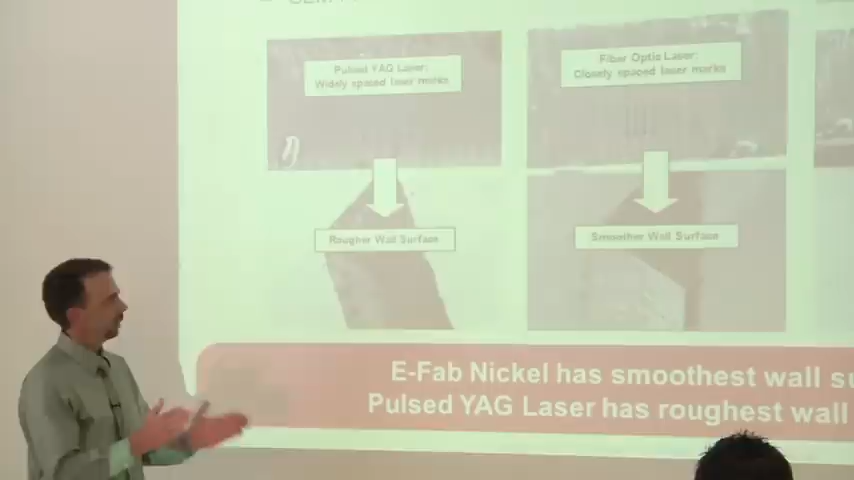 Pulsed YAG Laser:
Widely spaced laser marks
Fiber Optic Laser:
Closely spaced laser marks
Rougher Wall Surface
Smoother Wall Surface
E-Fab Nickel has smoothest wall su
Pulsed YAG Laser has roughest wall